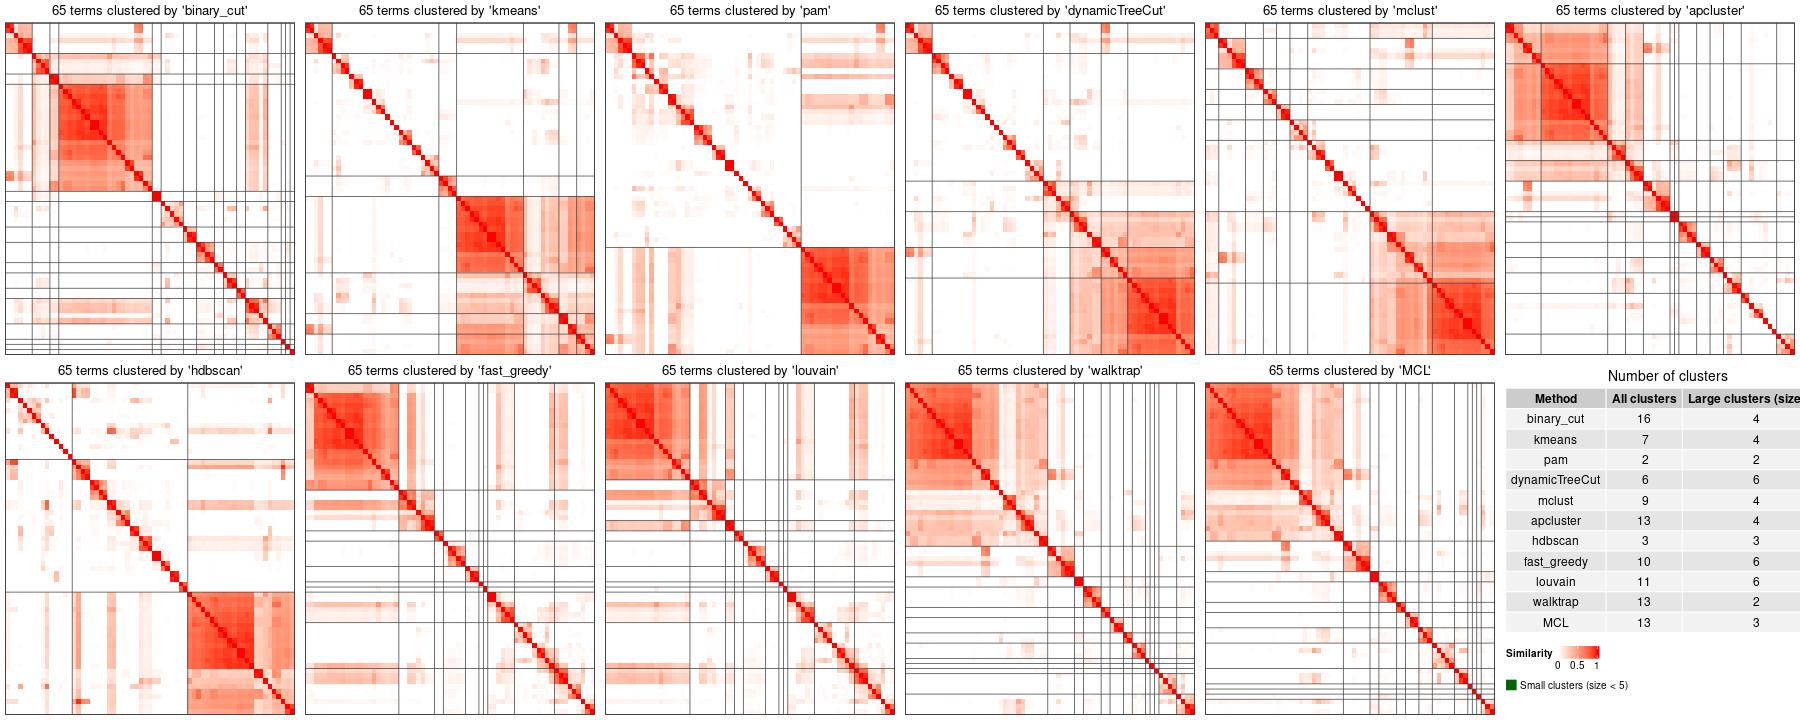 65 terms clustered by 'binary_cut'
65 terms clustered by 'kmeans'
65 terms clustered by 'pam'
65 terms clustered by 'dynamicTreeCut'
65 terms clustered by 'mclust'
65 terms clustered by 'apcluster'
65 terms clustered by 'hdbscan'
65 terms clustered by 'fast_greedy'
65 terms clustered by 'louvain'
65 terms clustered by 'walktrap'
65 terms clustered by 'MCL'
Number of clusters
Method All clusters Large clusters (size
binary_cut 16 4
kmeans 7 4
pam 2 2
dynamicTreeCut 6 6
mclust 9 4
apcluster 13 4
hdbscan 3 3
fast_greedy 10 6
louvain 11 6
walktrap 13 2
MCL 13 3
Similarity
0 0.5 1
Small clusters (size < 5)